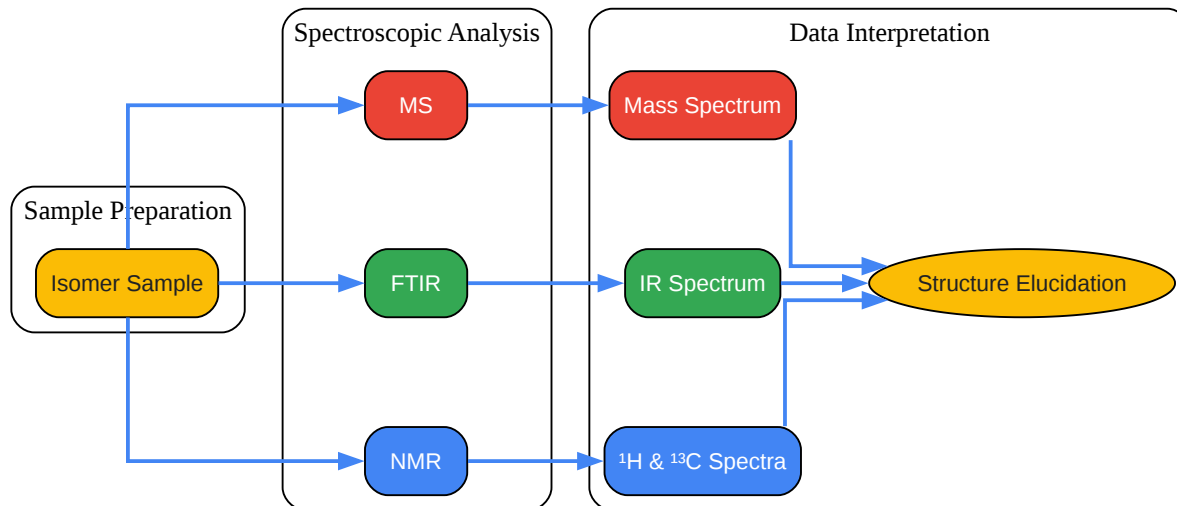 Spectroscopic Analysis
Data Interpretation
MS
Mass Spectrum
Sample Preparation
Isomer Sample
FTIR
IR Spectrum
Structure Elucidation
NMR
¹H & ¹³C Spectra